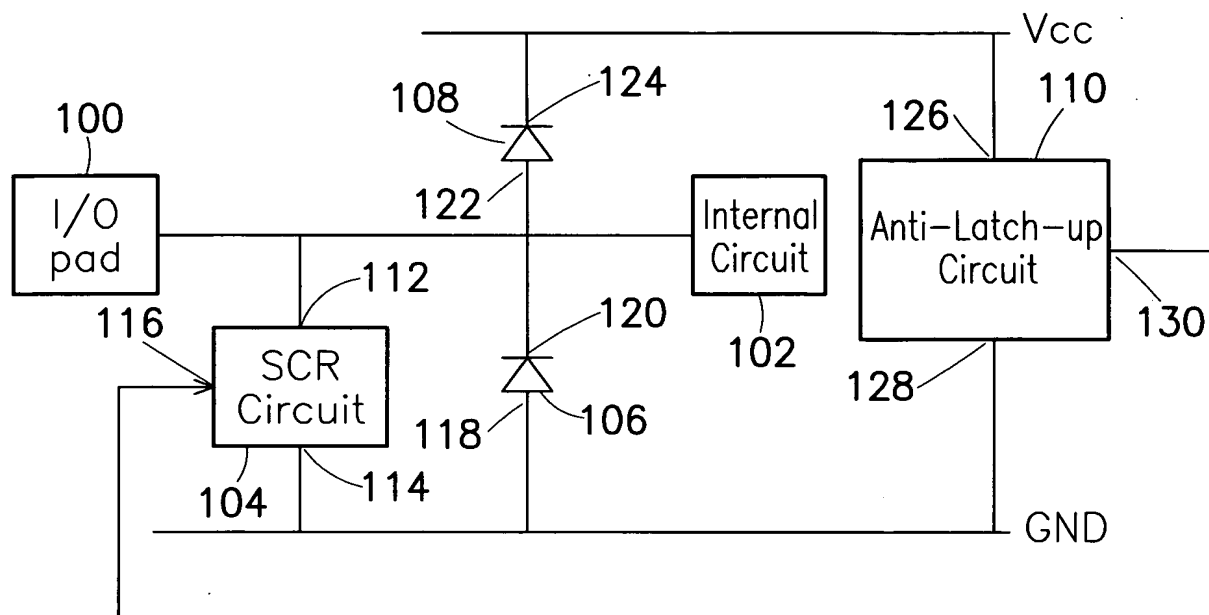 Vcc
124
108
110
126
100
I/O
pad
122
Internal
Circuit
Anti-Latch-up
Circuit
112
116
120
102
130
SCR
Circuit
128
118
106
104
114
GND